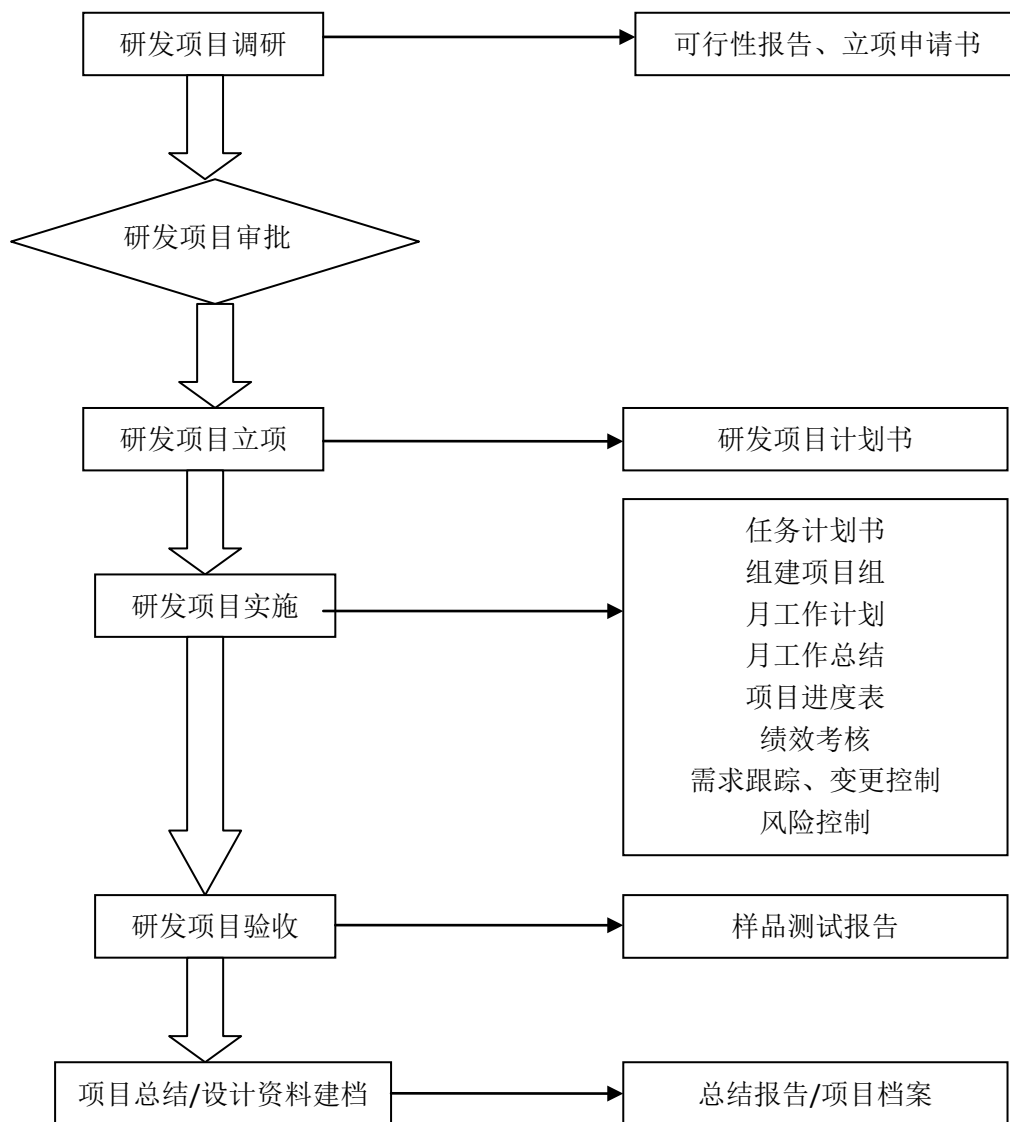 研发项目调研
可行性报告、立项申请书
研发项目审批
研发项目立项
研发项目计划书
研发项目实施
任务计划书
组建项目组
月工作计划
月工作总结
项目进度表
绩效考核
需求跟踪、变更控制
风险控制
研发项目验收
样品测试报告
项目总结/设计资料建档
总结报告/项目档案